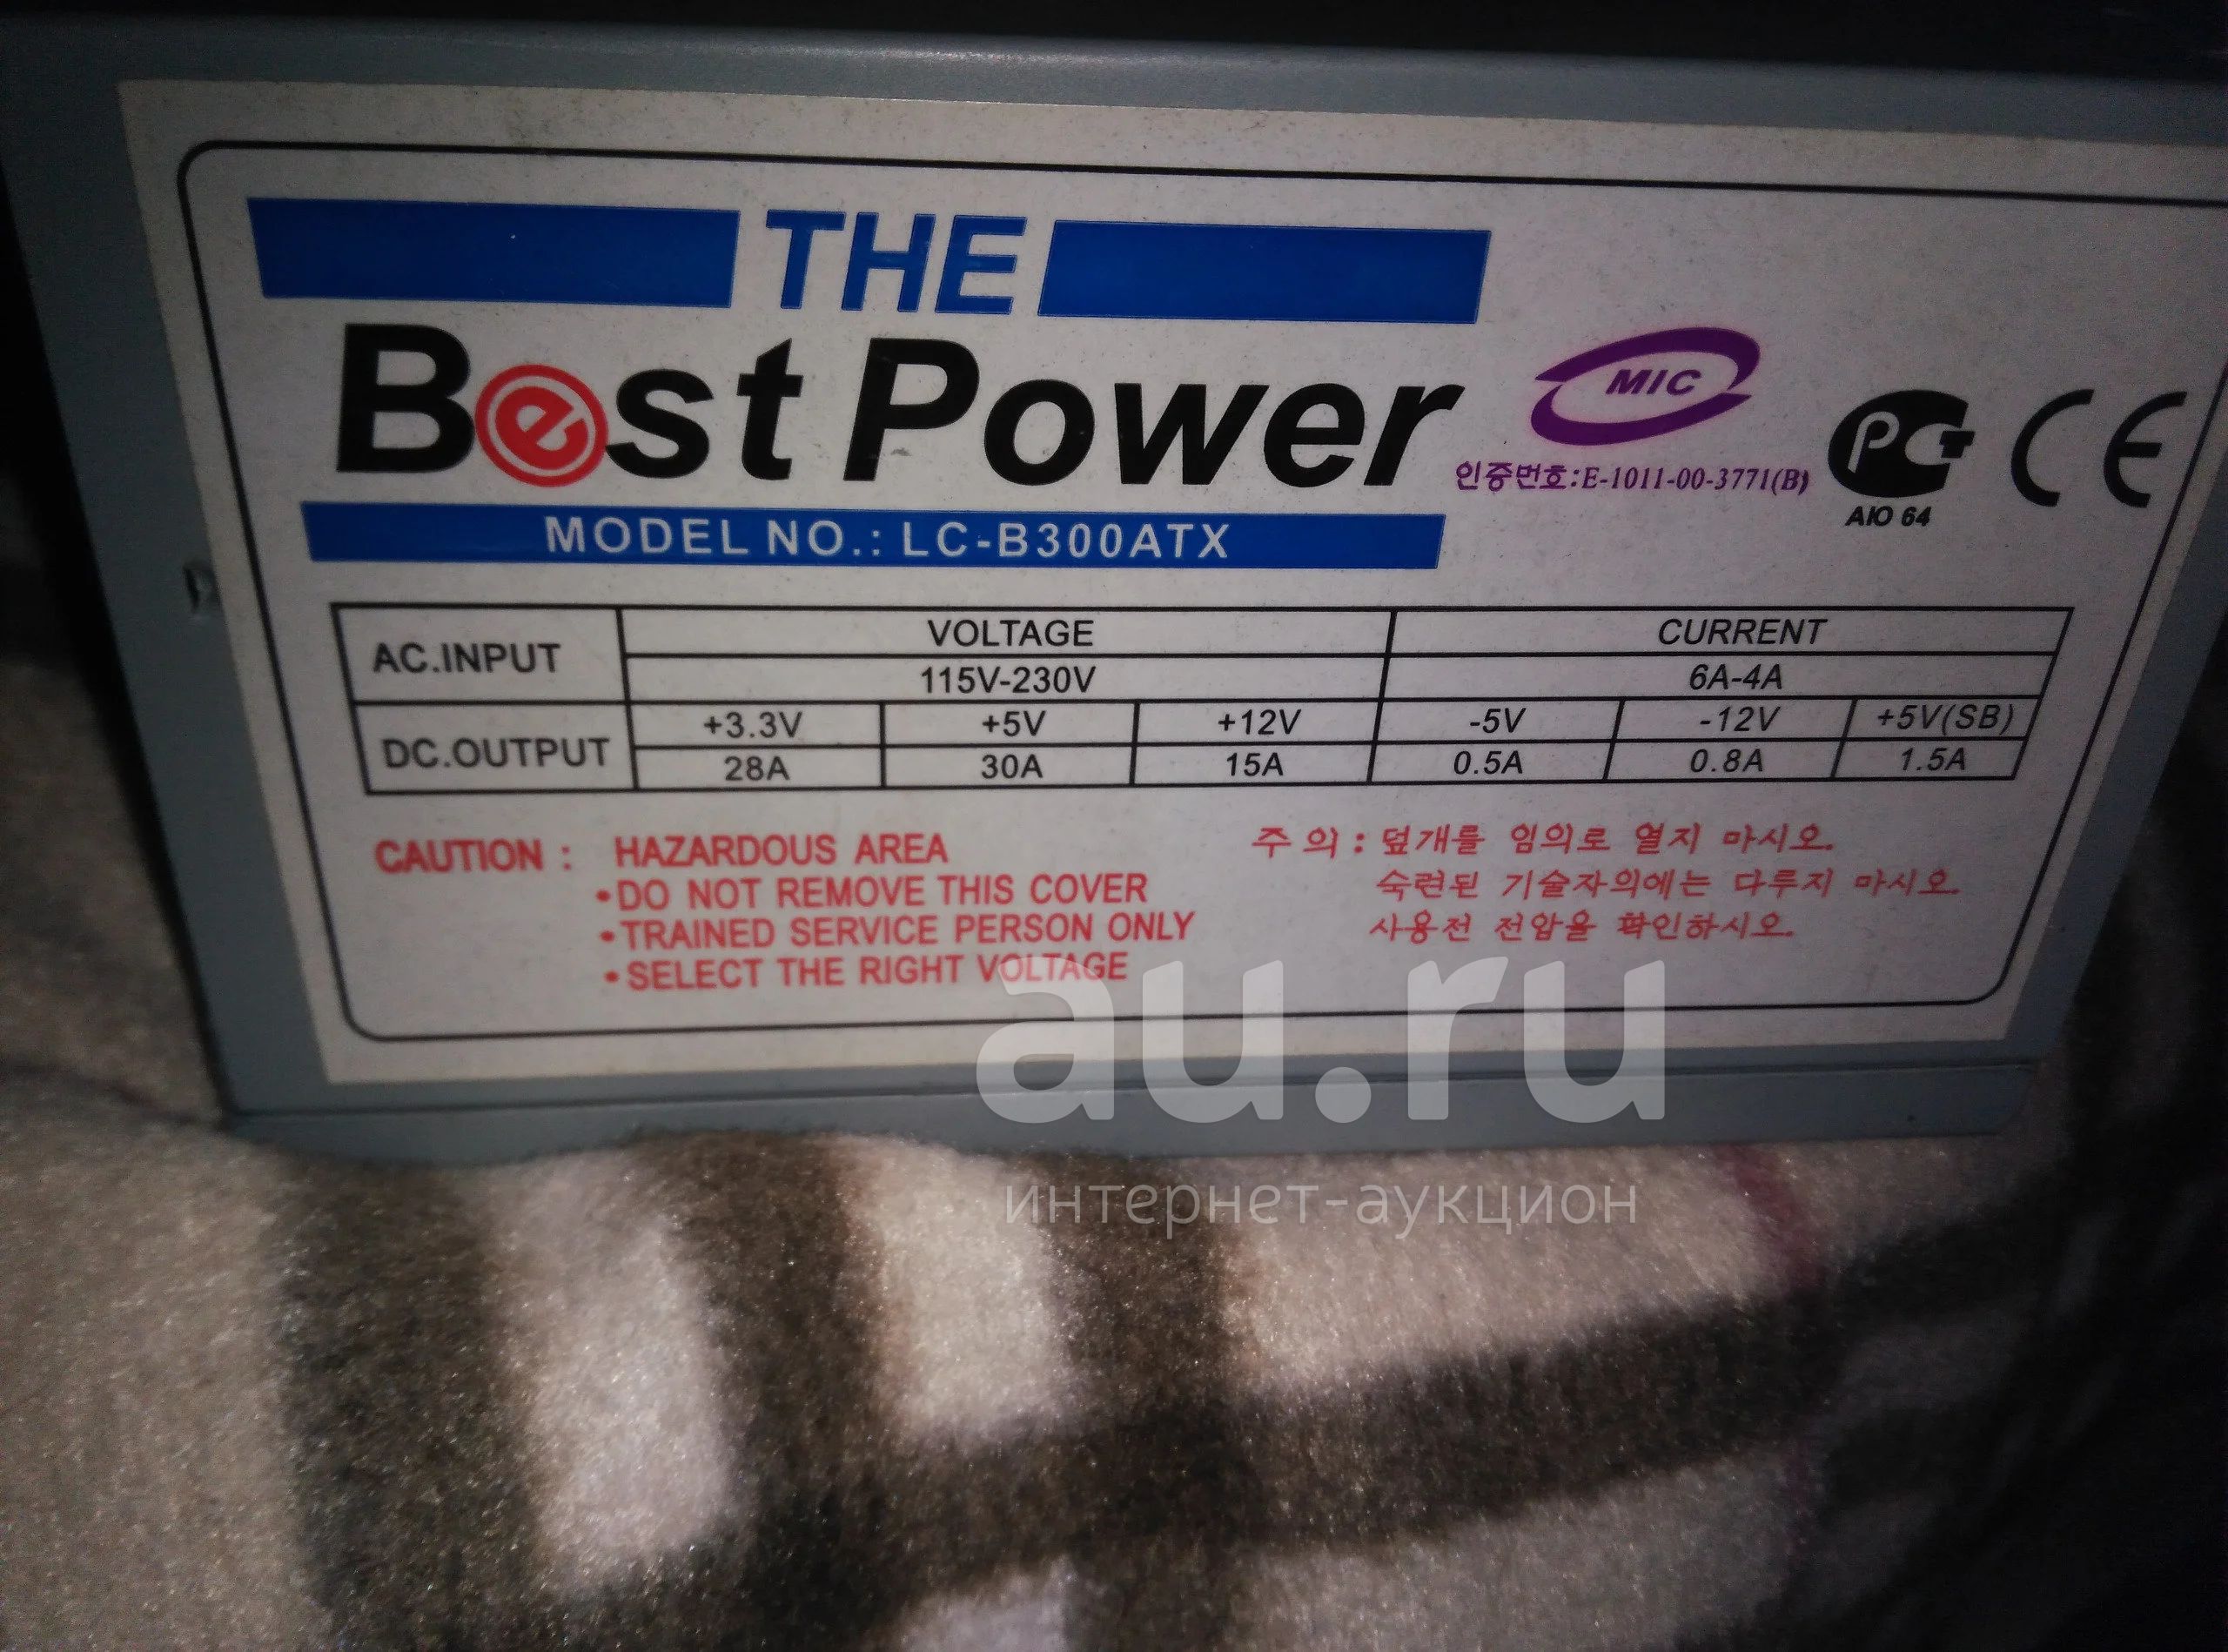 THE
Best Power
MIC
인증번호:E-1011-00-3771(B)
AIO 64
CE
MODEL NO.: LC-B300ATX
AC.INPUT VOLTAGE CURRENT
115V-230V 6A-4A
DC.OUTPUT +3.3V +5V +12V -5V -12V +5V(SB)
28A 30A 15A 0.5A 0.8A 1.5A
CAUTION : HAZARDOUS AREA
•DO NOT REMOVE THIS COVER
•TRAINED SERVICE PERSON ONLY
•SELECT THE RIGHT VOLTAGE
주 의 : 덮개를 임의로 열지 마시오.
숙련된 기술자의에는 다루지 마시오.
사용전 전압을 확인하시오.
au.ru
интернет-аукцион